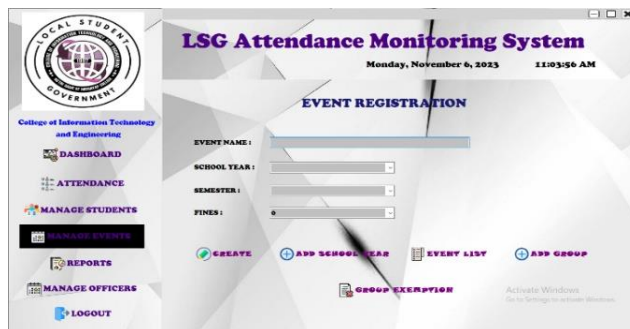 LOCAL STUDENT
GOVERNMENT
College of Information Technology
and Engineering
DASHBOARD
ATTENDANCE
MANAGE STUDENTS
MANAGE EVENTS
REPORTS
MANAGE OFFICERS
LOGOUT
LSG Attendance Monitoring System
Monday, November 6, 2023 11:03:56 AM
EVENT REGISTRATION
EVENT NAME :
SCHOOL YEAR :
SEMESTER :
FINES : 0
CREATE ADD SCHOOL YEAR EVENT LIST ADD GROUP
GROUP EXEMPTION
Activate Windows
Go to Settings to activate Windows.